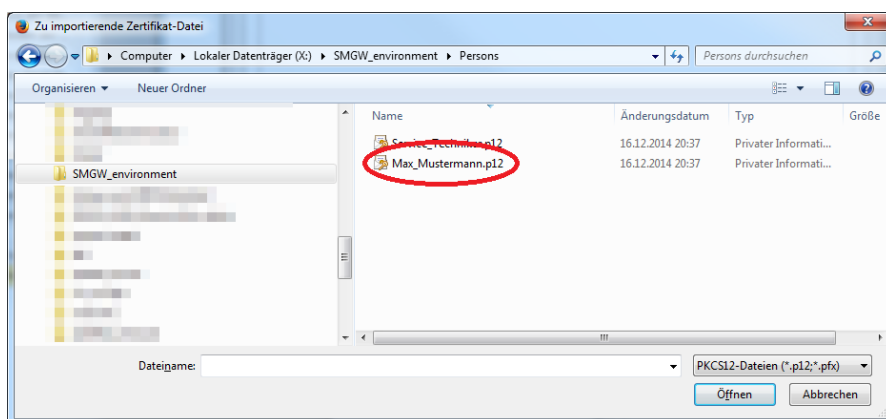 Zu importierende Zertifikat-Datei
Computer Lokaler Datenträger (X:) SMGW_environment Persons
Persons durchsuchen
Organisieren Neuer Ordner
Name Änderungsdatum Typ Größe
Service_Techniker.p12 16.12.2014 20:37 Privater Informati...
Max_Mustermann.p12 16.12.2014 20:37 Privater Informati...
SMGW_environment
Dateiname:
PKCS12-Dateien (*.p12;*.pfx)
Öffnen Abbrechen